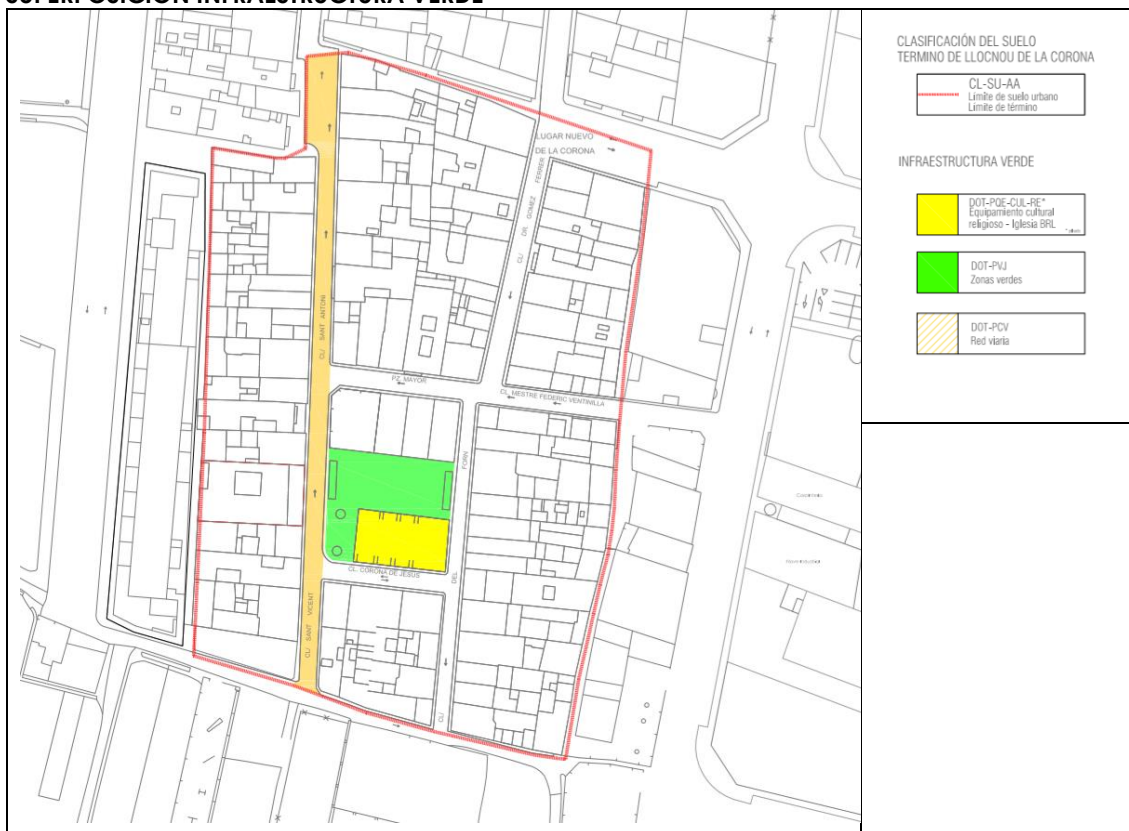 SUPERPOSICIÓN INFRAESTRUCTURA VERDE
CLASIFICACIÓN DEL SUELO
TERMINO DE LLOCNOU DE LA CORONA
CL-SU-AA
Limite de suelo urbano
Limite de término
INFRAESTRUCTURA VERDE
DOT-PQE-CUL-RE*
Equipamiento cultural
religioso - Iglesia BRL
DOT-PVJ
Zonas verdes
DOT-PCV
Red viaria
LUGAR NUEVO
DE LA CORONA
CL/ DR. GOMEZ FERRER
CL/ SANT ANTONI
PZ. MAYOR
CL. MESTRE FEDERIC VENTINILLA
CL/ DEL FORN
CL. CORONA DE JESUS
CL/ SANT VICENT